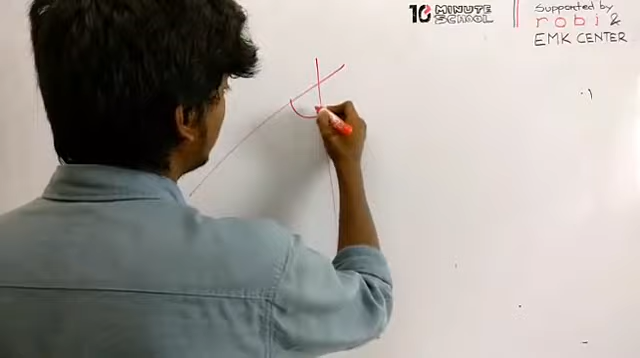 10 MINUTE
SCHOOL
Supported by
robi &
EMK CENTER